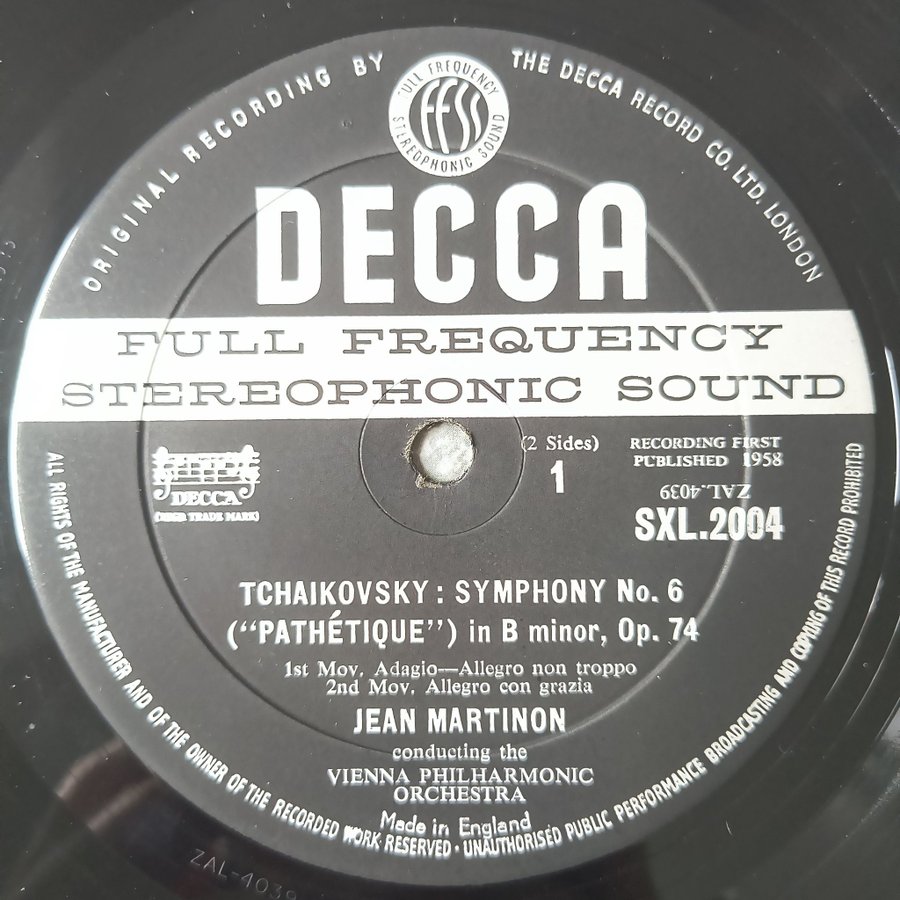 ORIGINAL RECORDING BY
THE DECCA RECORD CO. LTD. LONDON
FULL FREQUENCY
ffss
STEREOPHONIC SOUND
DECCA
FULL FREQUENCY
STEREOPHONIC SOUND
DECCA
(REGD TRADE MARK)
(2 Sides)
1
RECORDING FIRST
PUBLISHED 1958
ZAL.4039
SXL.2004
TCHAIKOVSKY : SYMPHONY No. 6
(“PATHÉTIQUE”) in B minor, Op. 74
1st Mov. Adagio—Allegro non troppo
2nd Mov. Allegro con grazia
JEAN MARTINON
conducting the
VIENNA PHILHARMONIC
ORCHESTRA
Made in England
ALL RIGHTS OF THE MANUFACTURER AND OF THE OWNER OF THE RECORDED WORK RESERVED · UNAUTHORISED PUBLIC PERFORMANCE BROADCASTING AND COPYING OF THIS RECORD PROHIBITED
ZAL-4039